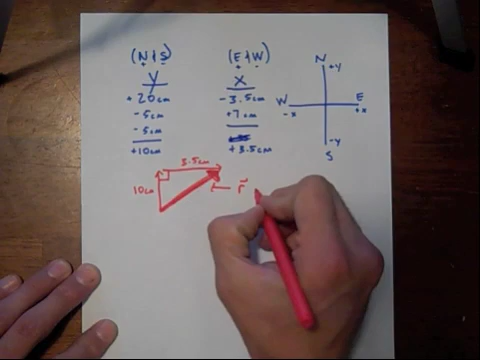 (N & S) (E & W)
+ - + -
Y X
+20cm -3.5cm
-5cm +7cm
-5cm
+10cm +3.5cm
N
+y
W E
-x +x
-y
S
3.5cm
10cm
r